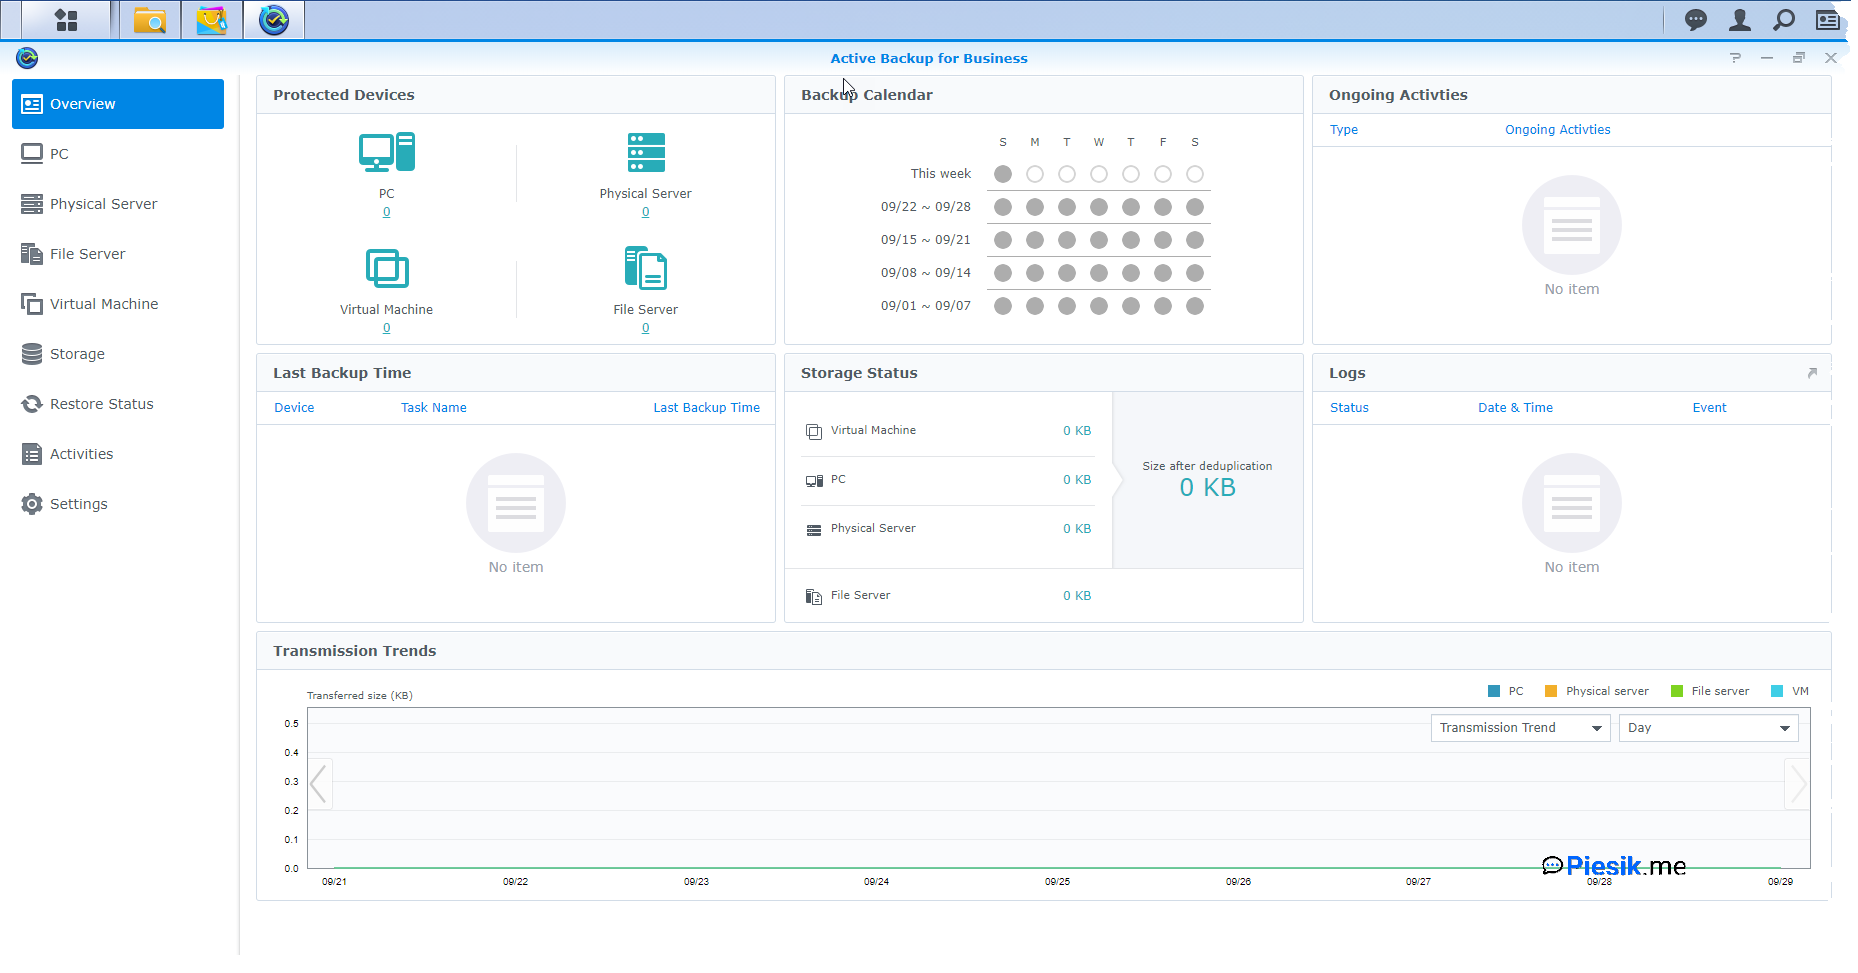 Active Backup for Business
Overview
PC
Physical Server
File Server
Virtual Machine
Storage
Restore Status
Activities
Settings
Protected Devices
PC
0
Physical Server
0
Virtual Machine
0
File Server
0
Backup Calendar
S M T W T F S
This week
09/22 ~ 09/28
09/15 ~ 09/21
09/08 ~ 09/14
09/01 ~ 09/07
Ongoing Activties
Type Ongoing Activties
No item
Last Backup Time
Device Task Name Last Backup Time
No item
Storage Status
Virtual Machine 0 KB
PC 0 KB
Physical Server 0 KB
File Server 0 KB
Size after deduplication
0 KB
Logs
Status Date & Time Event
No item
Transmission Trends
Transferred size (KB)
PC Physical server File server VM
Transmission Trend Day
0.5
0.4
0.3
0.2
0.1
0.0
09/21 09/22 09/23 09/24 09/25 09/26 09/27 09/28 09/29
Piesik.me